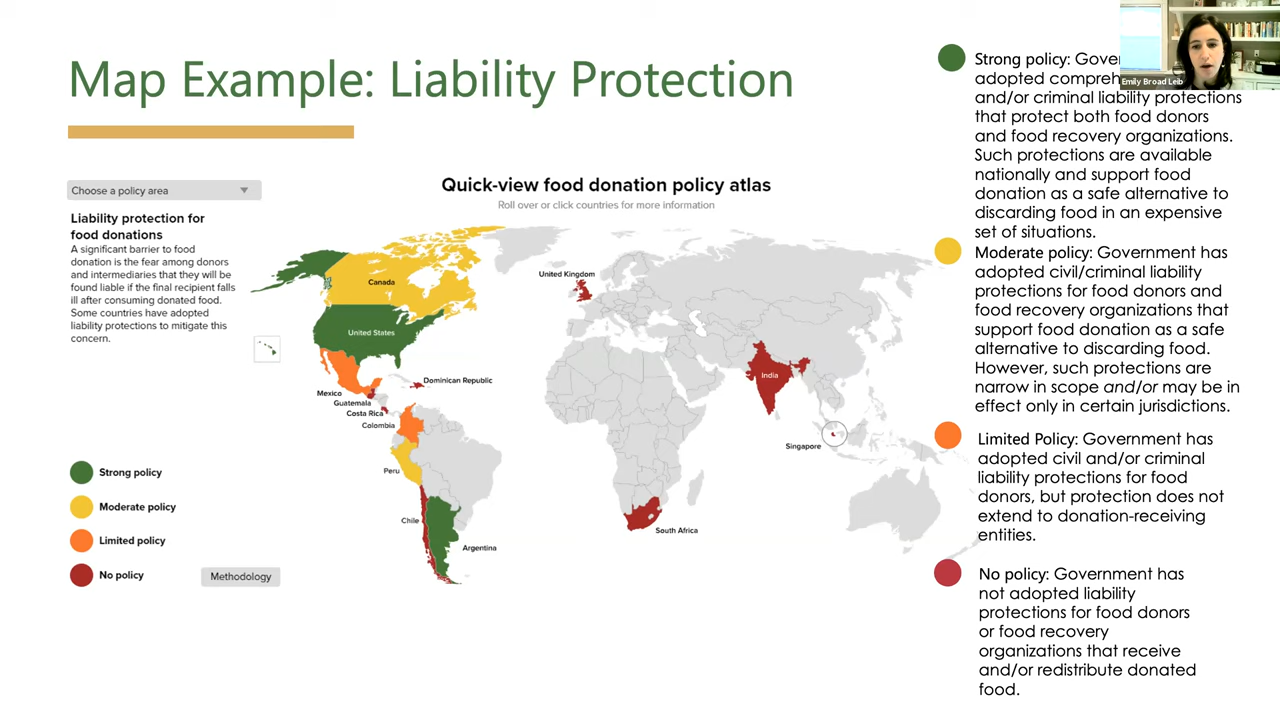 Map Example: Liability Protection
Choose a policy area
Liability protection for
food donations
A significant barrier to food
donation is the fear among donors
and intermediaries that they will be
found liable if the final recipient falls
ill after consuming donated food.
Some countries have adopted
liability protections to mitigate this
concern.
Quick-view food donation policy atlas
Roll over or click countries for more information
Canada
United States
United Kingdom
India
Dominican Republic
Mexico
Guatemala
Costa Rica
Colombia
Singapore
Peru
Chile
South Africa
Argentina
Strong policy
Moderate policy
Limited policy
No policy
Methodology
Emily Broad Leib
Strong policy:
adopted
and/or criminal liability protections
that protect both food donors
and food recovery organizations.
Such protections are available
nationally and support food
donation as a safe alternative to
discarding food in an expensive
set of situations.
Moderate policy: Government has
adopted civil/criminal liability
protections for food donors and
food recovery organizations that
support food donation as a safe
alternative to discarding food.
However, such protections are
narrow in scope and/or may be in
effect only in certain jurisdictions.
Limited Policy: Government has
adopted civil and/or criminal
liability protections for food
donors, but protection does not
extend to donation-receiving
entities.
No policy: Government has
not adopted liability
protections for food donors
or food recovery
organizations that receive
and/or redistribute donated
food.